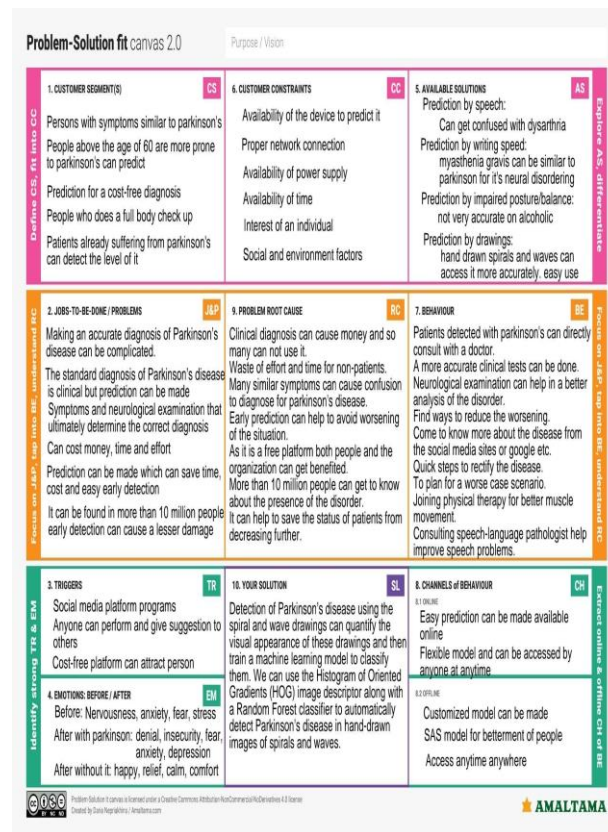 Problem-Solution fit canvas 2.0
Purpose / Vision
Define CS, fit into CC
1. CUSTOMER SEGMENT(S)
CS
Persons with symptoms similar to parkinson's
People above the age of 60 are more prone
to parkinson's can predict
Prediction for a cost-free diagnosis
People who does a full body check up
Patients already suffering from parkinson's
can detect the level of it
6. CUSTOMER CONSTRAINTS
CC
Availability of the device to predict it
Proper network connection
Availability of power supply
Availability of time
Interest of an individual
Social and environment factors
5. AVAILABLE SOLUTIONS
AS
Prediction by speech:
Can get confused with dysarthria
Prediction by writing speed:
myasthenia gravis can be similar to
parkinson for it's neural disordering
Prediction by impaired posture/balance:
not very accurate on alcoholic
Prediction by drawings:
hand drawn spirals and waves can
access it more accurately. easy use
Explore AS, differentiate
Focus on J&P, tap into BE, understand RC
2. JOBS-TO-BE-DONE / PROBLEMS
J&P
Making an accurate diagnosis of Parkinson's
disease can be complicated.
The standard diagnosis of Parkinson's disease
is clinical but prediction can be made
Symptoms and neurological examination that
ultimately determine the correct diagnosis
Can cost money, time and effort
Prediction can be made which can save time,
cost and easy early detection
It can be found in more than 10 million people
early detection can cause a lesser damage
9. PROBLEM ROOT CAUSE
RC
Clinical diagnosis can cause money and so
many can not use it.
Waste of effort and time for non-patients.
Many similar symptoms can cause confusion
to diagnose for parkinson's disease.
Early prediction can help to avoid worsening
of the situation.
As it is a free platform both people and the
organization can get benefited.
More than 10 million people can get to know
about the presence of the disorder.
It can help to save the status of patients from
decreasing further.
7. BEHAVIOUR
BE
Patients detected with parkinson's can directly
consult with a doctor.
A more accurate clinical tests can be done.
Neurological examination can help in a better
analysis of the disorder.
Find ways to reduce the worsening.
Come to know more about the disease from
the social media sites or google etc.
Quick steps to rectify the disease.
To plan for a worse case scenario.
Joining physical therapy for better muscle
movement.
Consulting speech-language pathologist help
improve speech problems.
Focus on J&P, tap into BE, understand RC
Identify strong TR & EM
3. TRIGGERS
TR
Social media platform programs
Anyone can perform and give suggestion to
others
Cost-free platform can attract person
4. EMOTIONS: BEFORE / AFTER
EM
Before: Nervousness, anxiety, fear, stress
After with parkinson: denial, insecurity, fear,
anxiety, depression
After without it: happy, relief, calm, comfort
10. YOUR SOLUTION
SL
Detection of Parkinson's disease using the
spiral and wave drawings can quantify the
visual appearance of these drawings and then
train a machine learning model to classify
them. We can use the Histogram of Oriented
Gradients (HOG) image descriptor along with
a Random Forest classifier to automatically
detect Parkinson's disease in hand-drawn
images of spirals and waves.
8. CHANNELS of BEHAVIOUR
CH
8.1 ONLINE
Easy prediction can be made available
online
Flexible model and can be accessed by
anyone at anytime
8.2 OFFLINE
Customized model can be made
SAS model for betterment of people
Access anytime anywhere
Extract online & offline CH of BE
BY NC ND
Problem-Solution fit canvas is licensed under a Creative Commons Attribution-NonCommercial-NoDerivatives 4.0 license
Created by Daria Nepriakhina / Amaltama.com
AMALTAMA